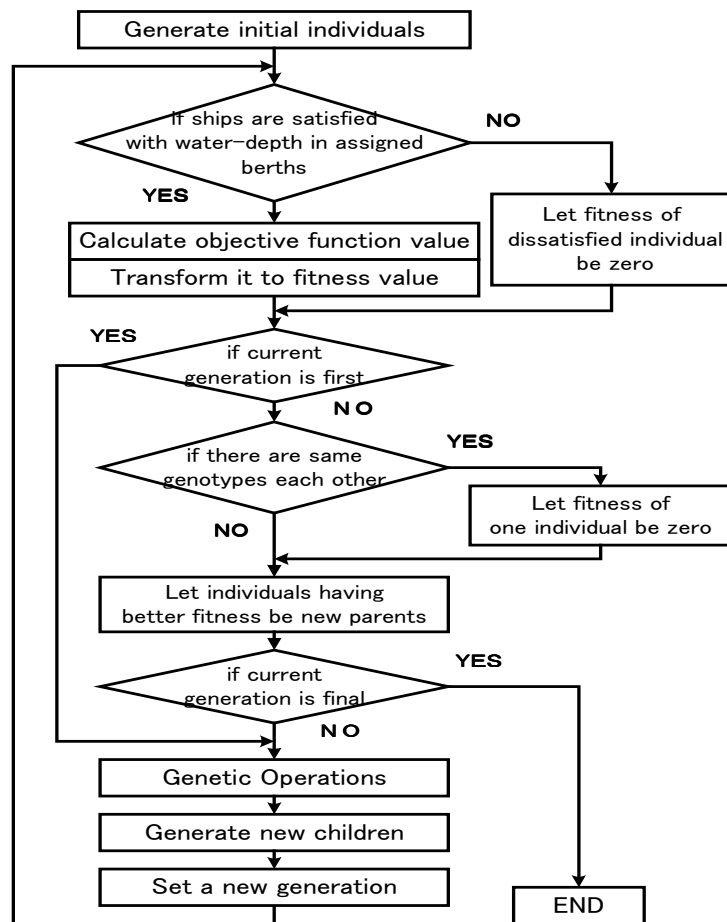 Generate initial individuals
if ships are satisfied
with water-depth in assigned
berths
NO
YES
Let fitness of
dissatisfied individual
be zero
Calculate objective function value
Transform it to fitness value
YES
if current
generation is first
NO
if there are same
genotypes each other
YES
Let fitness of
one individual be zero
NO
Let individuals having
better fitness be new parents
if current
generation is final
YES
NO
Genetic Operations
Generate new children
Set a new generation
END